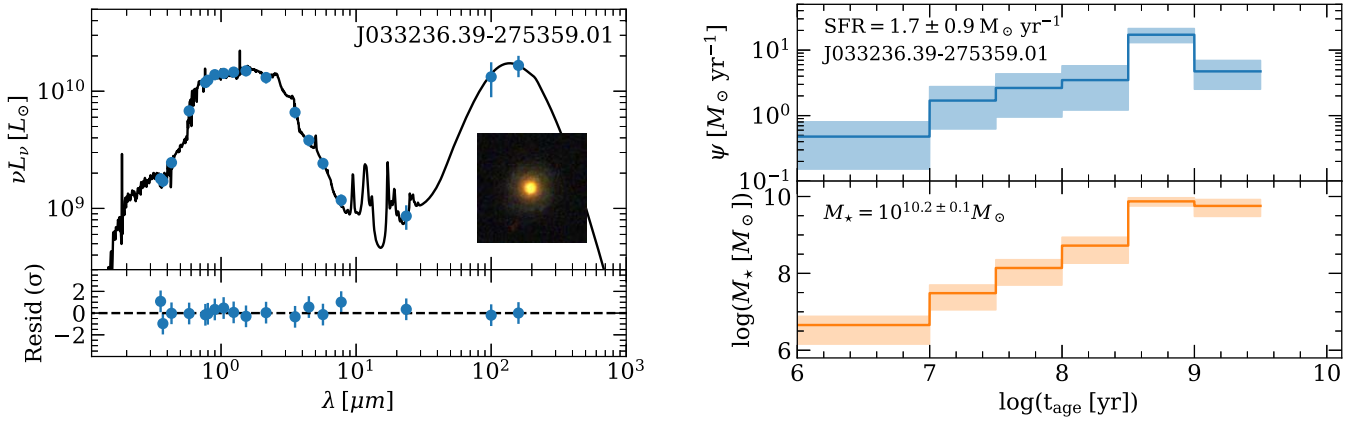 J033236.39-275359.01
νL_ν [L_⊙]
10^10
10^9
Resid (σ)
2
0
−2
10^0
10^1
10^2
10^3
λ [μm]
SFR = 1.7 ± 0.9 M_⊙ yr^−1
J033236.39-275359.01
ψ [M_⊙ yr^−1]
10^1
10^0
10^−1
M_⋆ = 10^{10.2 ± 0.1} M_⊙
log(M_⋆ [M_⊙])
10
8
6
6
7
8
9
10
log(t_age [yr])